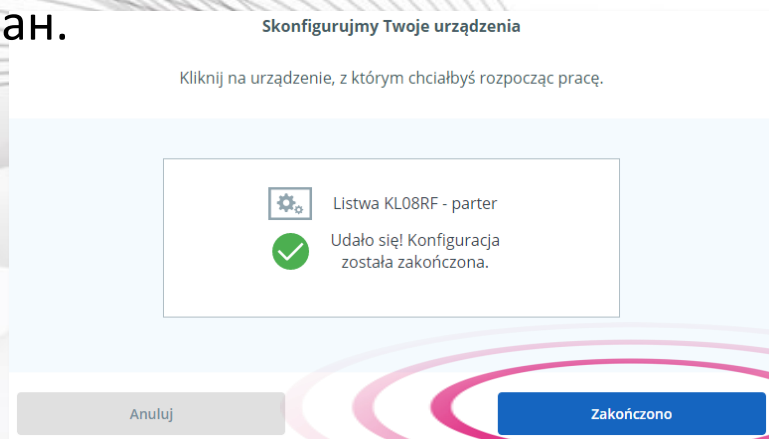 ан.
Skonfigurujmy Twoje urządzenia
Kliknij na urządzenie, z którym chciałbyś rozpocząc pracę.
Listwa KL08RF - parter
Udało się! Konfiguracja
została zakończona.
Anuluj
Zakończono